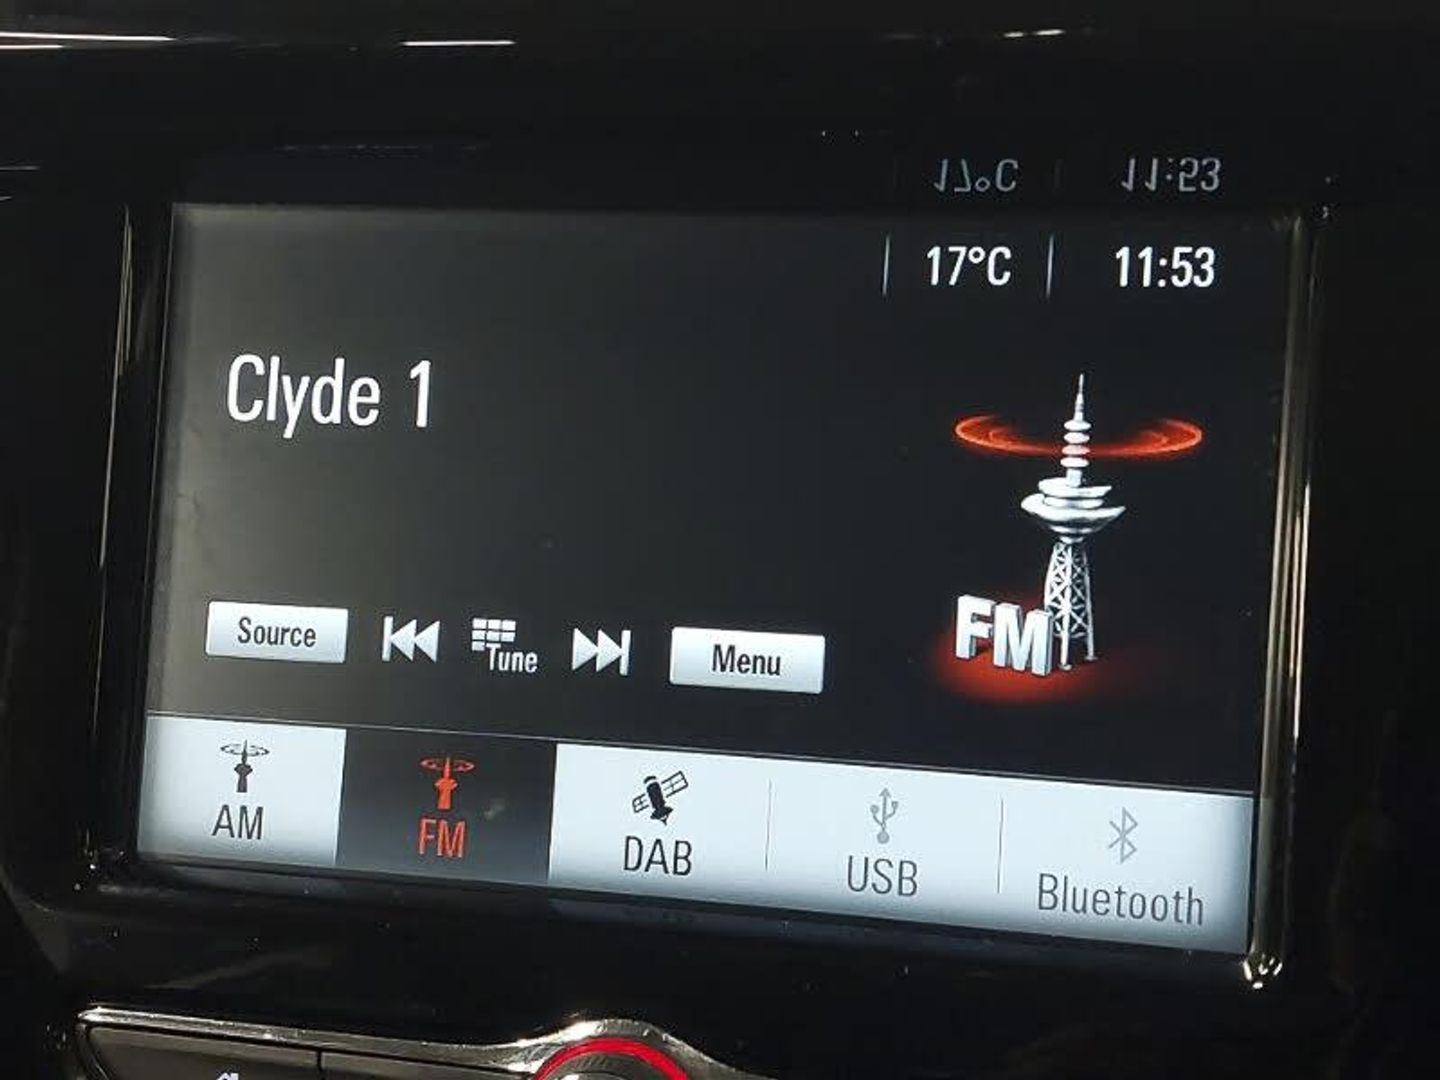 17°C 11:53
Clyde 1
Source Tune Menu
FM
AM FM DAB USB Bluetooth